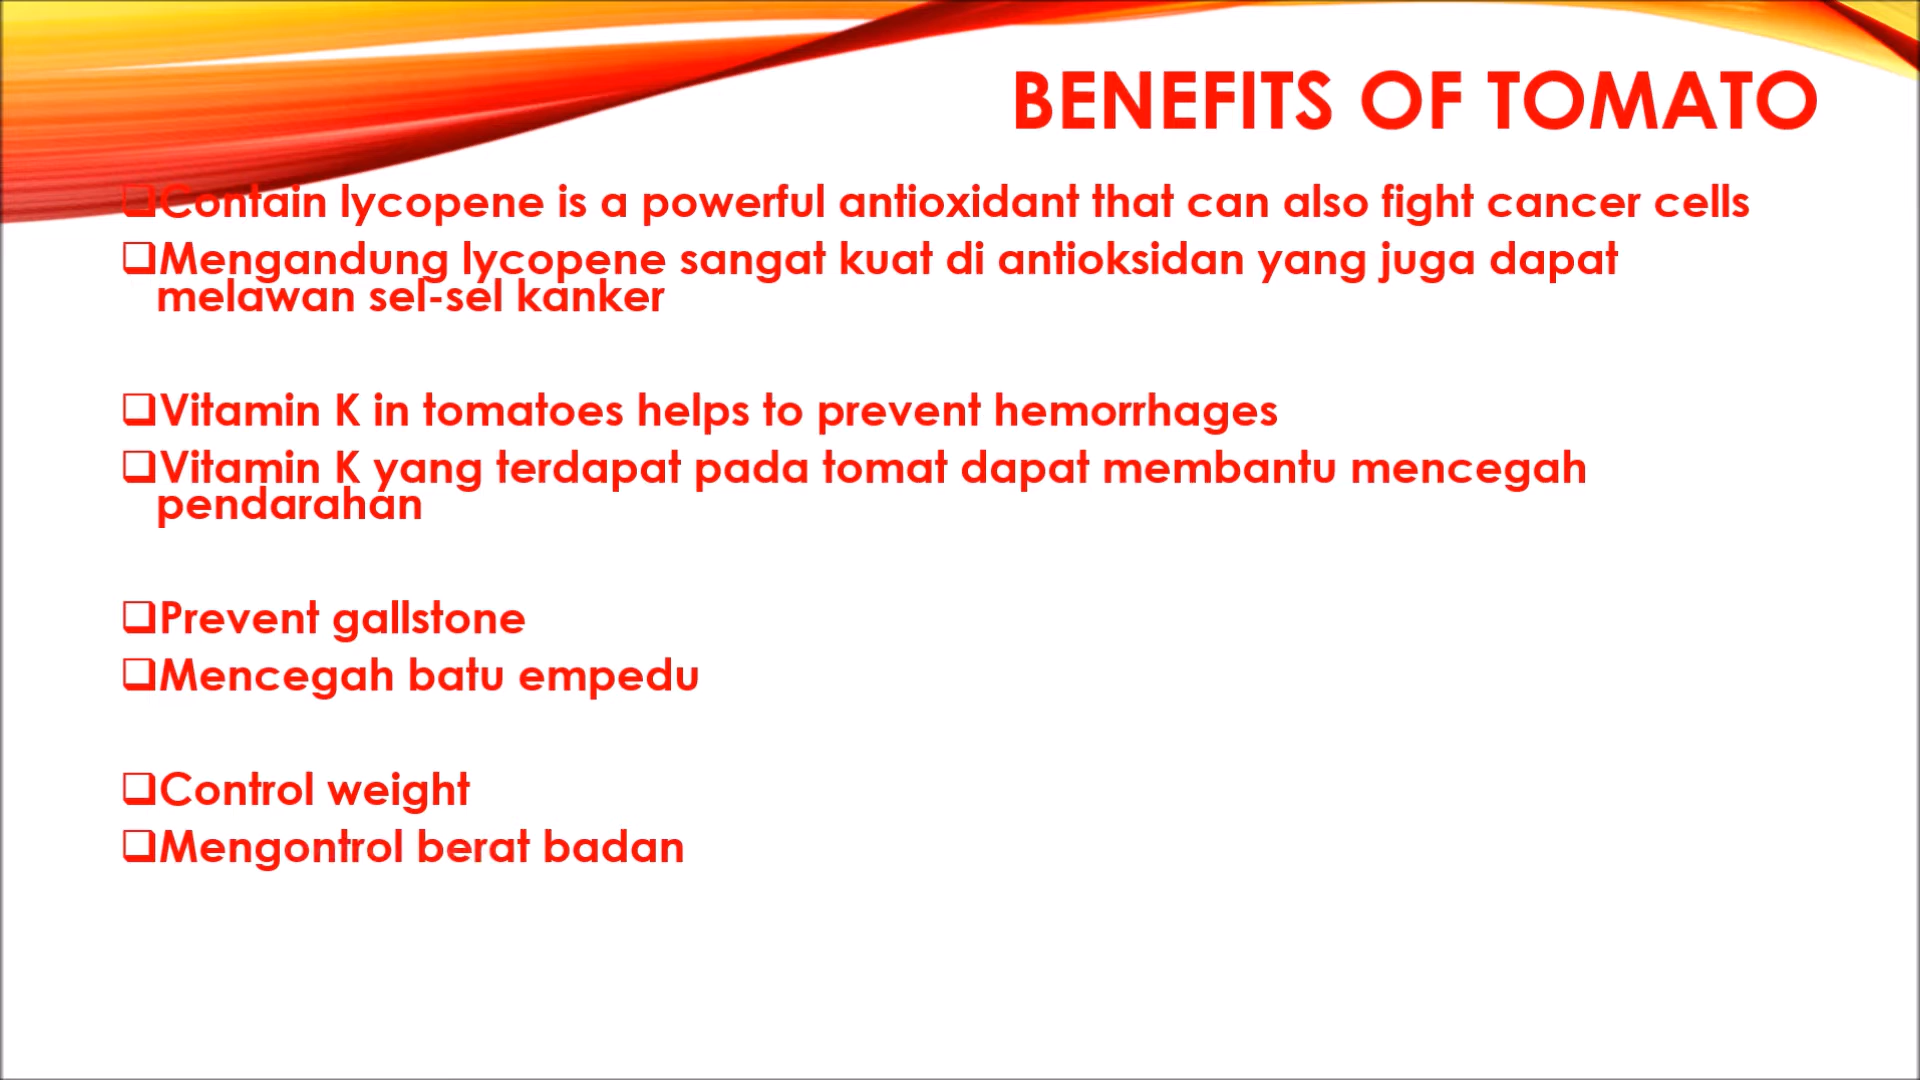 BENEFITS OF TOMATO
❑Contain lycopene is a powerful antioxidant that can also fight cancer cells
❑Mengandung lycopene sangat kuat di antioksidan yang juga dapat
melawan sel-sel kanker
❑Vitamin K in tomatoes helps to prevent hemorrhages
❑Vitamin K yang terdapat pada tomat dapat membantu mencegah
pendarahan
❑Prevent gallstone
❑Mencegah batu empedu
❑Control weight
❑Mengontrol berat badan